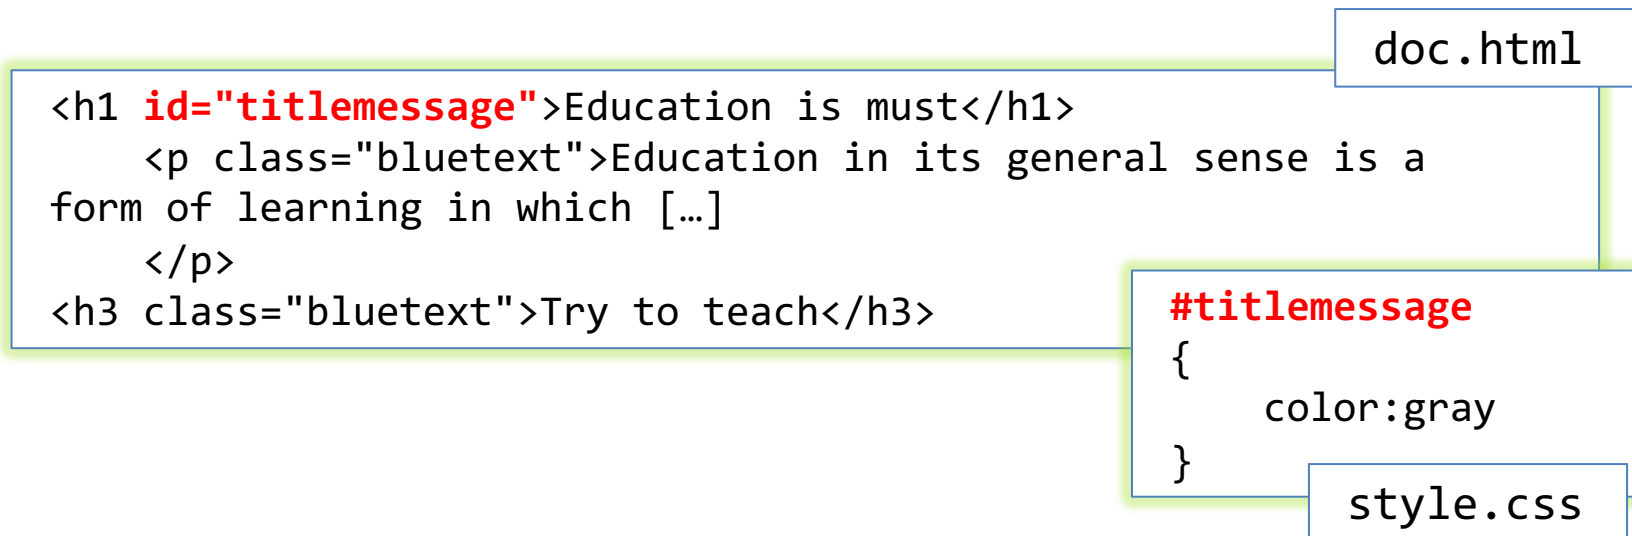 doc.html
<h1 id="titlemessage">Education is must</h1>
    <p class="bluetext">Education in its general sense is a
form of learning in which […]
    </p>
<h3 class="bluetext">Try to teach</h3>
#titlemessage
{
    color:gray
}
style.css